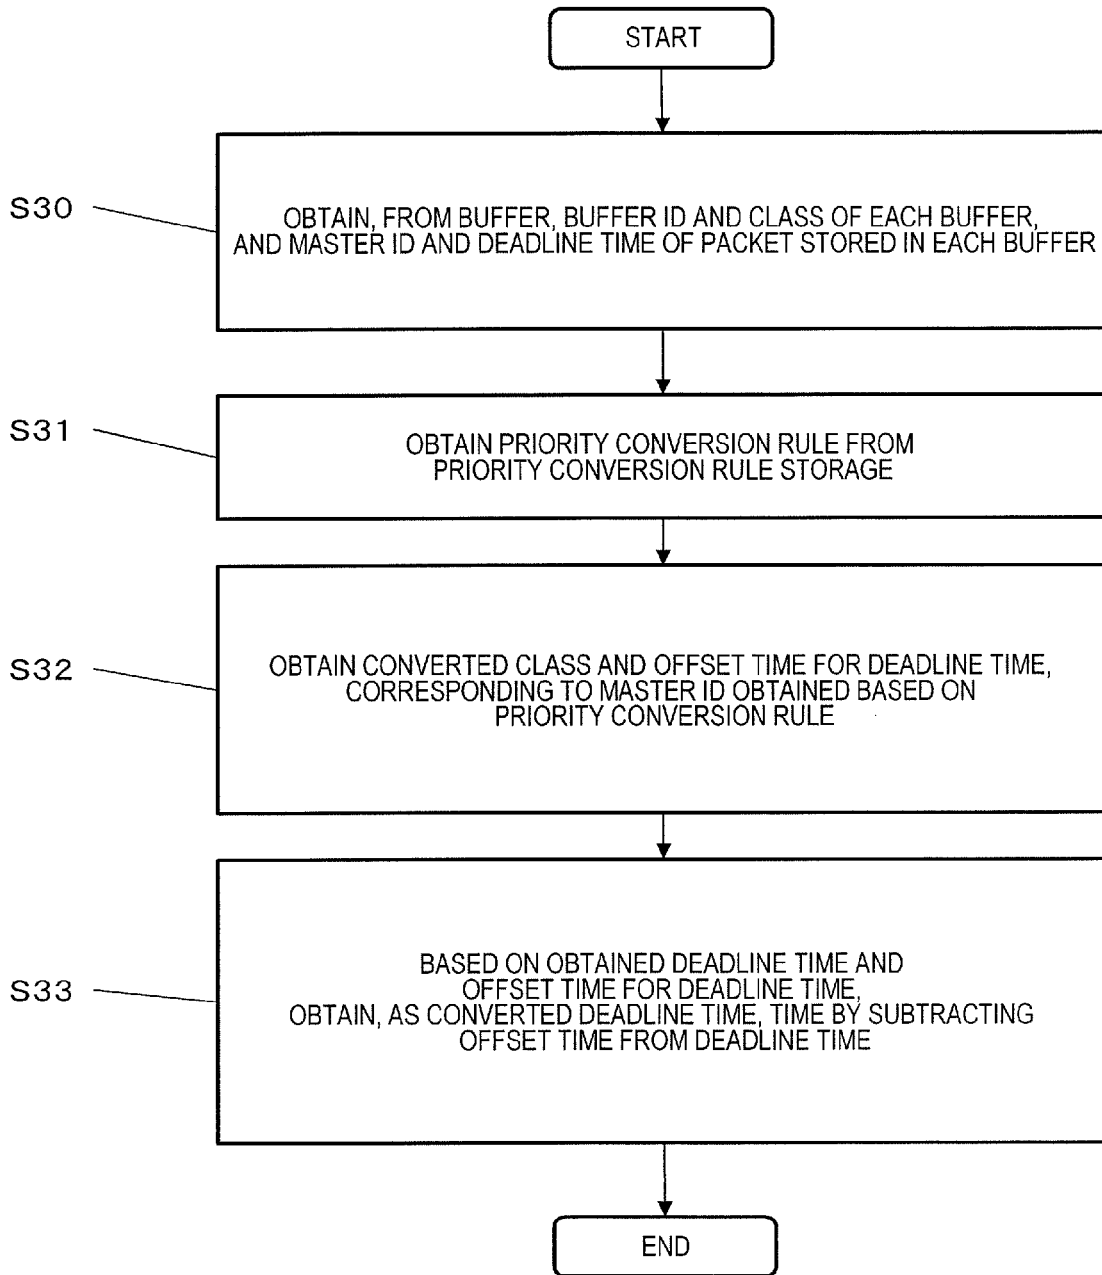 START
S30
OBTAIN, FROM BUFFER, BUFFER ID AND CLASS OF EACH BUFFER,
AND MASTER ID AND DEADLINE TIME OF PACKET STORED IN EACH BUFFER
S31
OBTAIN PRIORITY CONVERSION RULE FROM
PRIORITY CONVERSION RULE STORAGE
S32
OBTAIN CONVERTED CLASS AND OFFSET TIME FOR DEADLINE TIME,
CORRESPONDING TO MASTER ID OBTAINED BASED ON
PRIORITY CONVERSION RULE
S33
BASED ON OBTAINED DEADLINE TIME AND
OFFSET TIME FOR DEADLINE TIME,
OBTAIN, AS CONVERTED DEADLINE TIME, TIME BY SUBTRACTING
OFFSET TIME FROM DEADLINE TIME
END